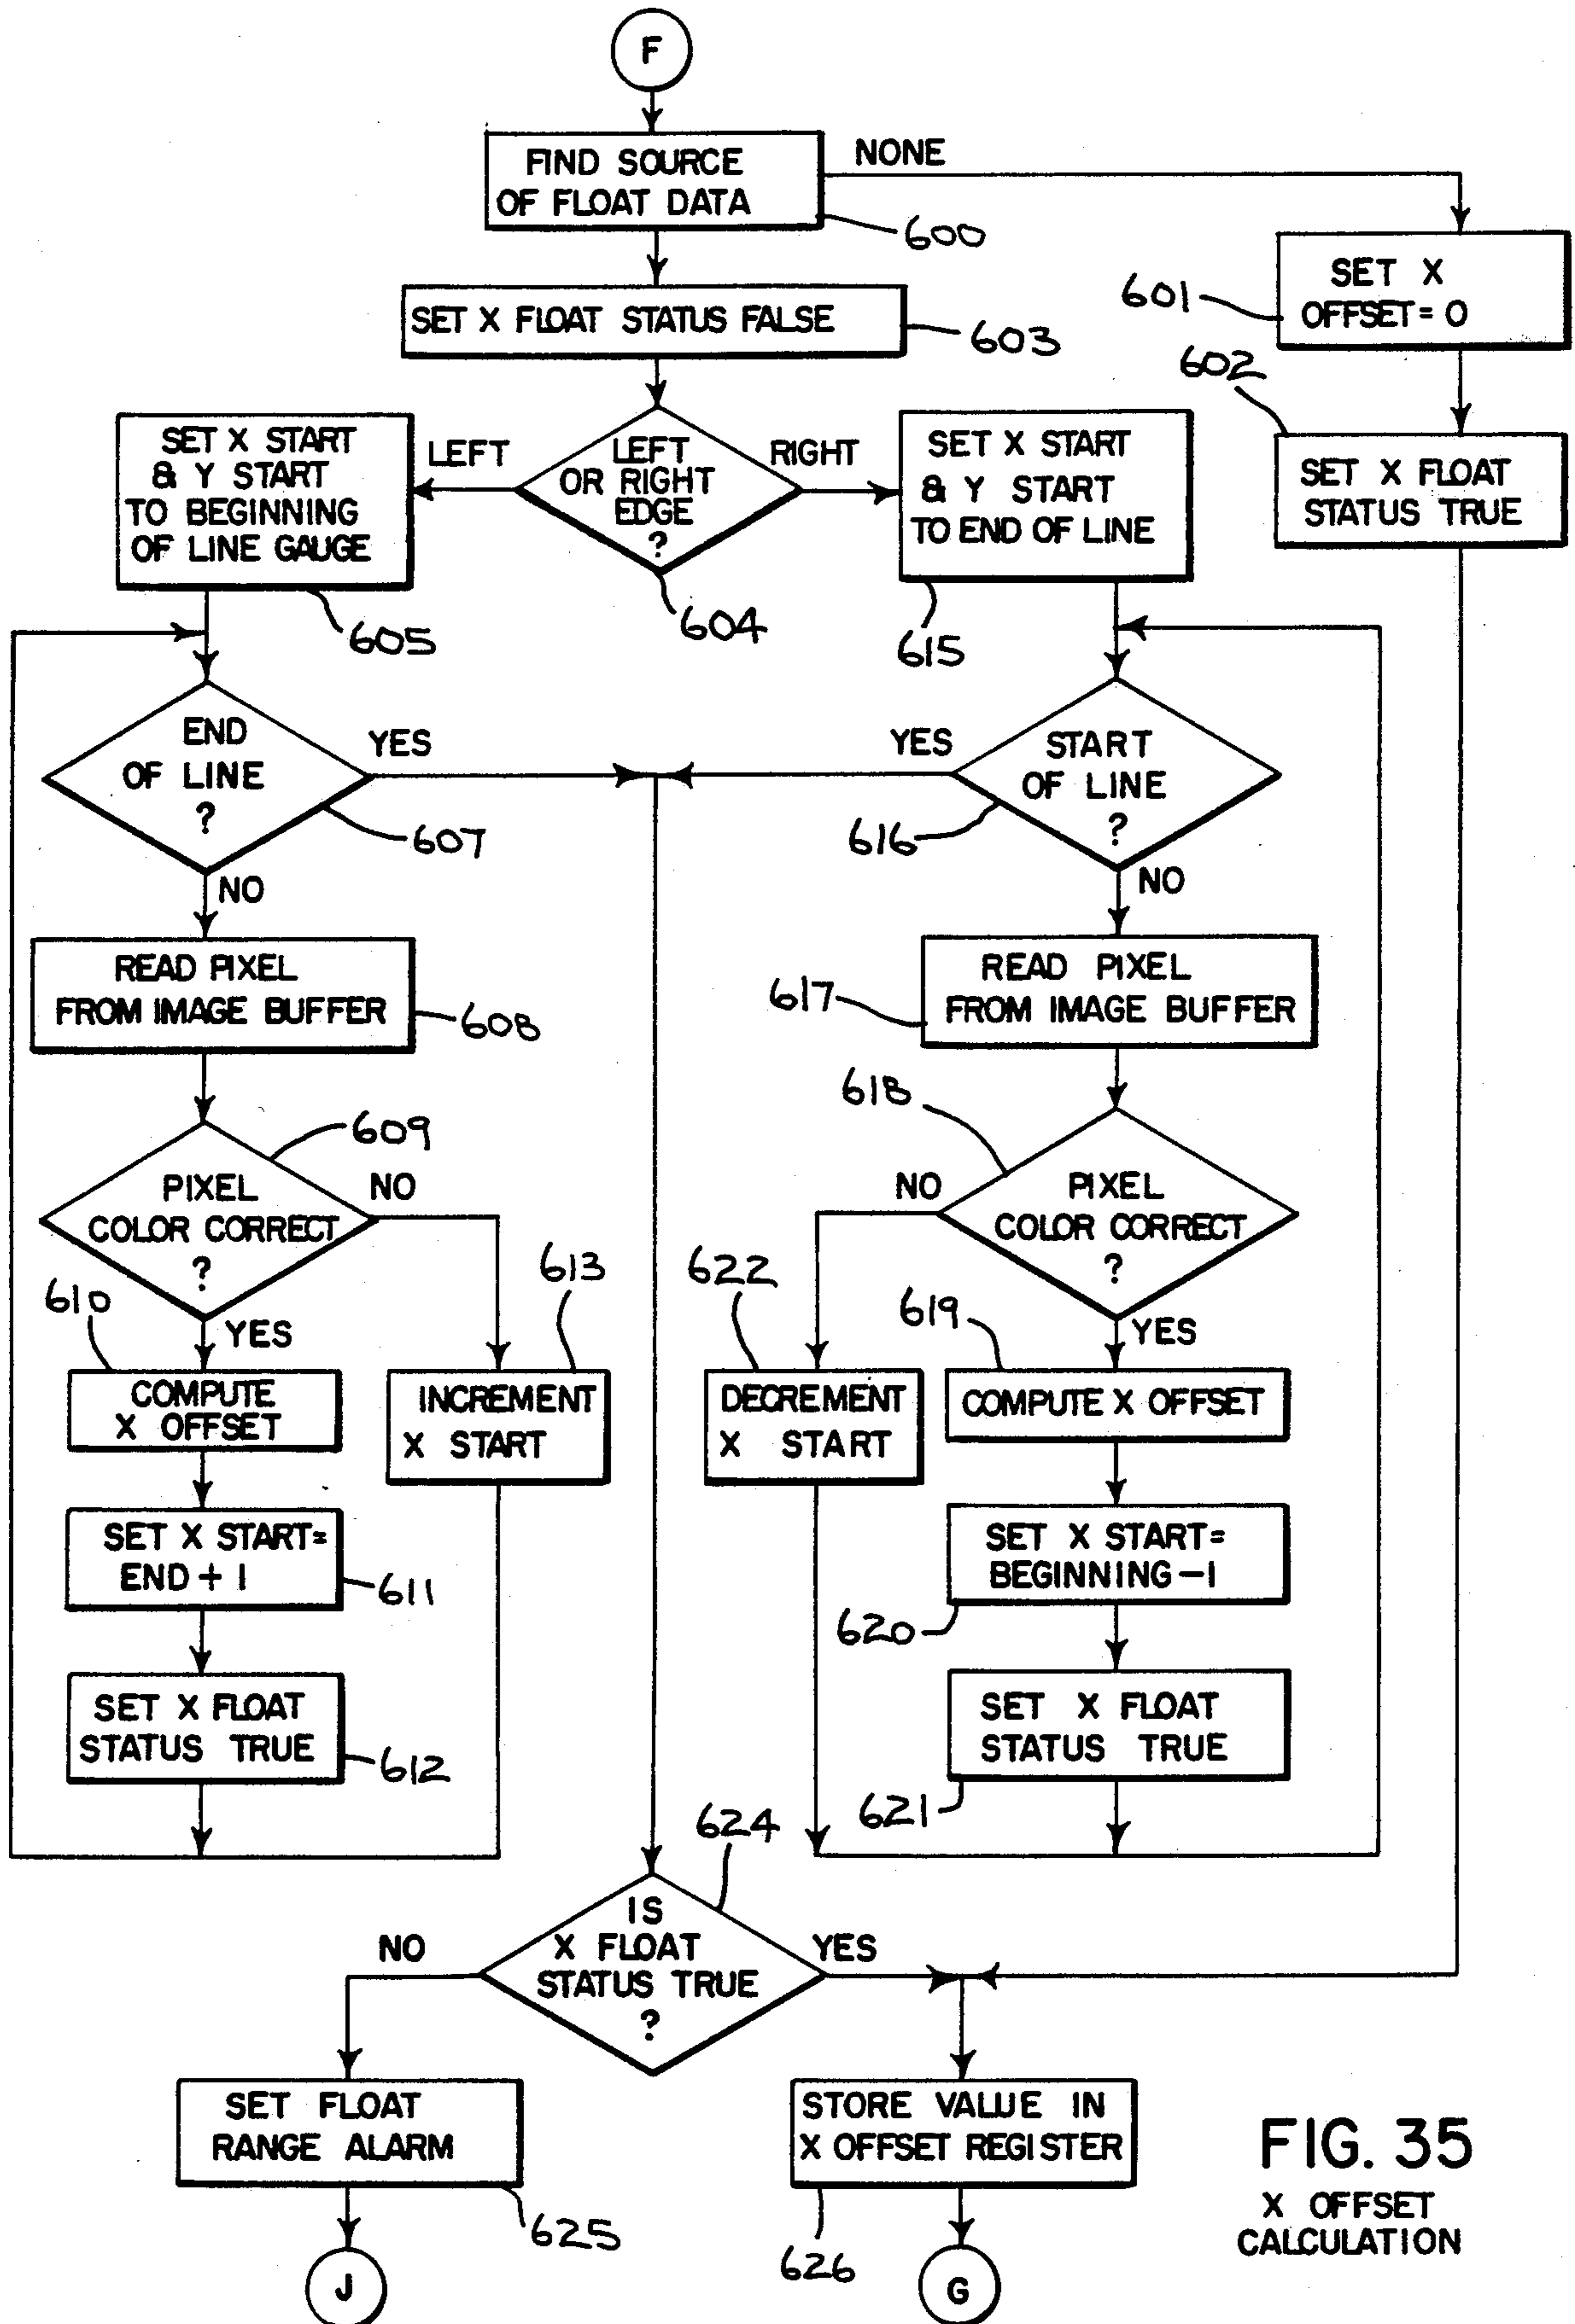 F
FIND SOURCE
OF FLOAT DATA
NONE
600
SET X FLOAT STATUS FALSE
603
SET X
OFFSET = 0
601
602
SET X FLOAT
STATUS TRUE
SET X START
& Y START
TO BEGINNING
OF LINE GAUGE
605
LEFT
LEFT
OR RIGHT
EDGE
?
604
RIGHT
SET X START
& Y START
TO END OF LINE
615
END
OF LINE
?
YES
607
NO
YES
START
OF LINE
?
616
NO
READ PIXEL
FROM IMAGE BUFFER
608
READ PIXEL
FROM IMAGE BUFFER
617
609
PIXEL
COLOR CORRECT
?
NO
YES
618
NO
PIXEL
COLOR CORRECT
?
YES
610
COMPUTE
X OFFSET
613
INCREMENT
X START
622
DECREMENT
X START
619
COMPUTE X OFFSET
SET X START=
END + 1
611
SET X START=
BEGINNING -1
620
SET X FLOAT
STATUS TRUE
612
SET X FLOAT
STATUS TRUE
621
624
IS
X FLOAT
STATUS TRUE
?
NO
YES
SET FLOAT
RANGE ALARM
625
STORE VALUE IN
X OFFSET REGISTER
626
J
G
FIG. 35
X OFFSET
CALCULATION